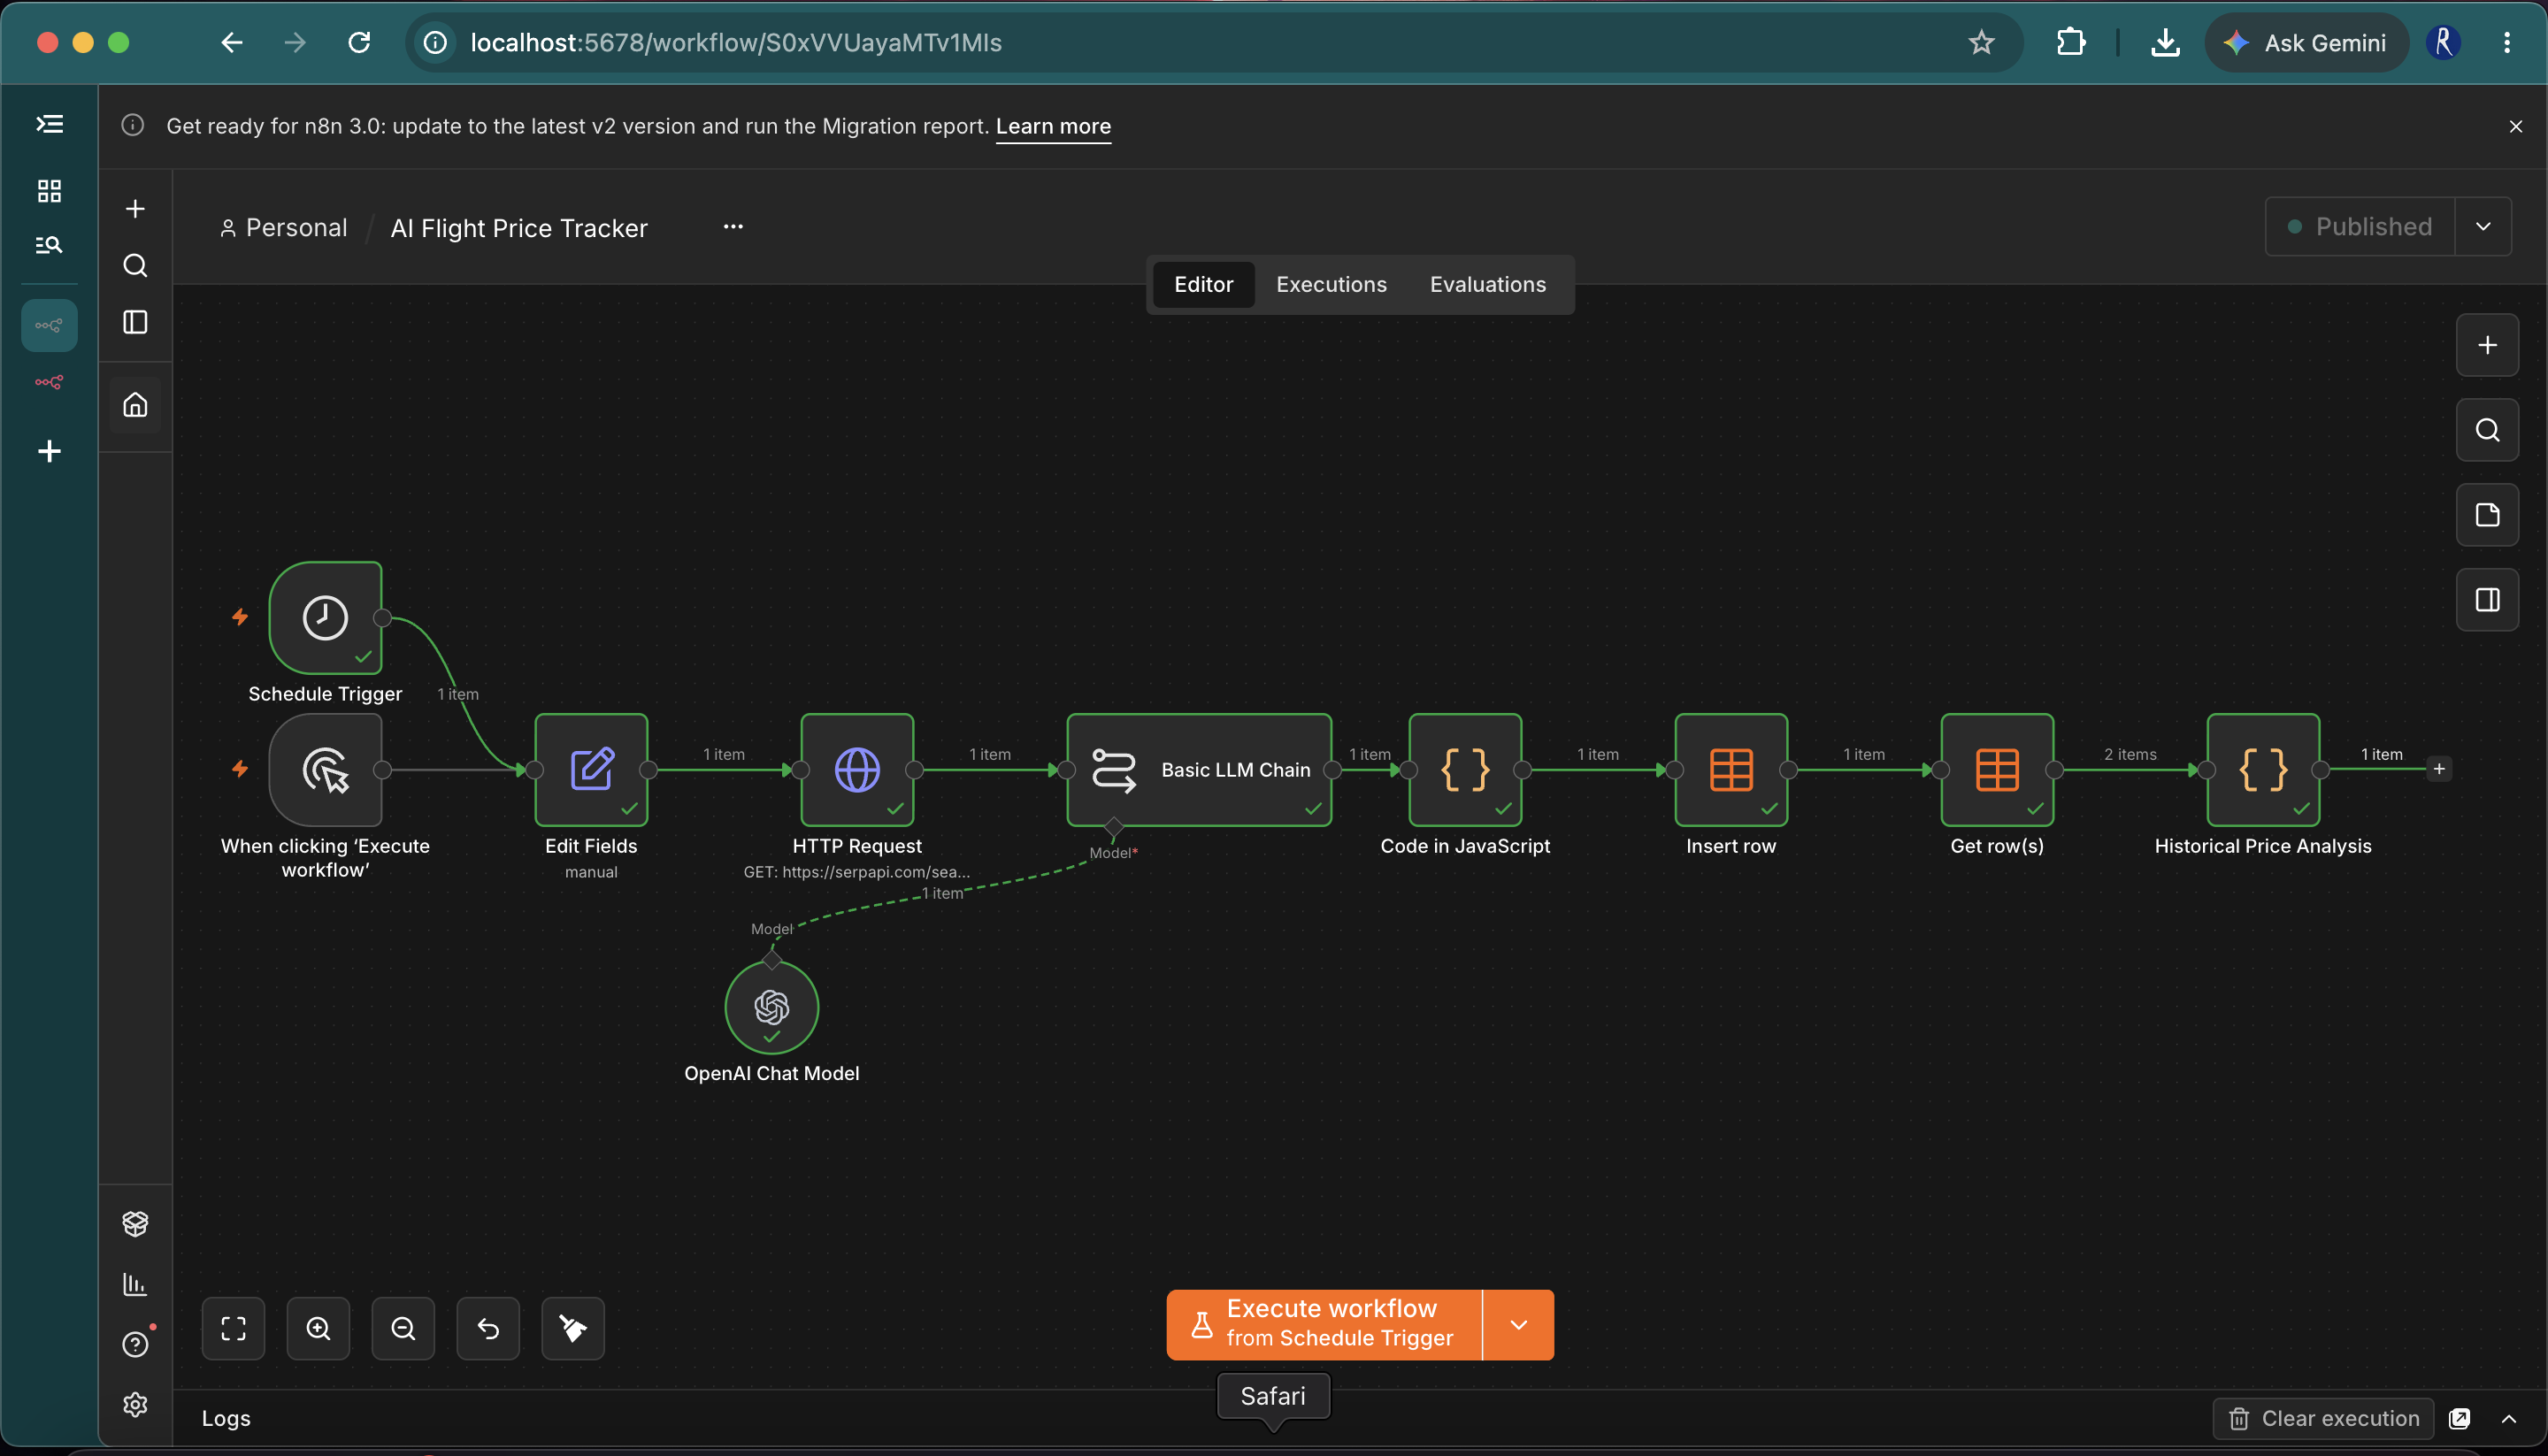 localhost:5678/workflow/S0xVVUayaMTv1Mls
Ask Gemini
Get ready for n8n 3.0: update to the latest v2 version and run the Migration report. Learn more
Personal / AI Flight Price Tracker
Published
Editor
Executions
Evaluations
Schedule Trigger
1 item
When clicking ‘Execute
workflow’
Edit Fields
manual
1 item
HTTP Request
GET: https://serpapi.com/sea...
1 item
Basic LLM Chain
Model*
1 item
Model
OpenAI Chat Model
1 item
Code in JavaScript
1 item
Insert row
1 item
Get row(s)
2 items
Historical Price Analysis
1 item
Execute workflow
from Schedule Trigger
Safari
Logs
Clear execution